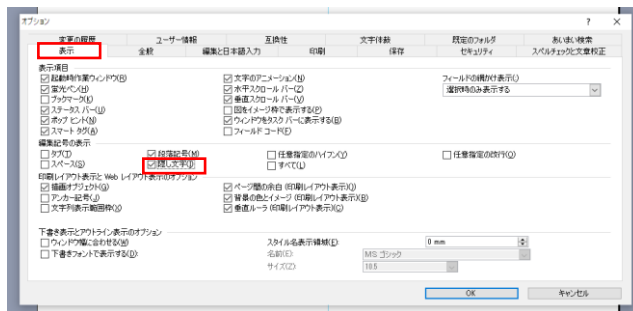 オプション ? ×
変更の履歴 ユーザー情報 互換性 文字体裁 既定のフォルダ あいまい検索
表示 全般 編集と日本語入力 印刷 保存 セキュリティ スペルチェックと文章校正
表示項目
起動時作業ウィンドウ(R) 文字のアニメーション(N) フィールドの網かけ表示()
蛍光ペン(H) 水平スクロール バー(Z) 選択時のみ表示する
ブックマーク(K) 垂直スクロール バー(V)
ステータス バー(U) 図をイメージ枠で表示する(P)
ポップ ヒント(N) ウィンドウをタスク バーに表示する(B)
スマート タグ(A) フィールド コード(F)
編集記号の表示
タブ(T) 段落記号(M) 任意指定のハイフン(Y) 任意指定の改行(O)
スペース(S) 隠し文字(D) すべて(L)
印刷レイアウト表示と Web レイアウト表示のオプション
描画オブジェクト(G) ページ間の余白 (印刷レイアウト表示)(J)
アンカー記号(J) 背景の色とイメージ (印刷レイアウト表示)(B)
文字列表示範囲枠(X) 垂直ルーラ (印刷レイアウト表示)(C)
下書き表示とアウトライン表示のオプション
ウィンドウ幅に合わせる(W) スタイル名表示領域(E) 0 mm
下書きフォントで表示する(D): 名前(E): MS ゴシック
サイズ(Z): 10.5
OK キャンセル